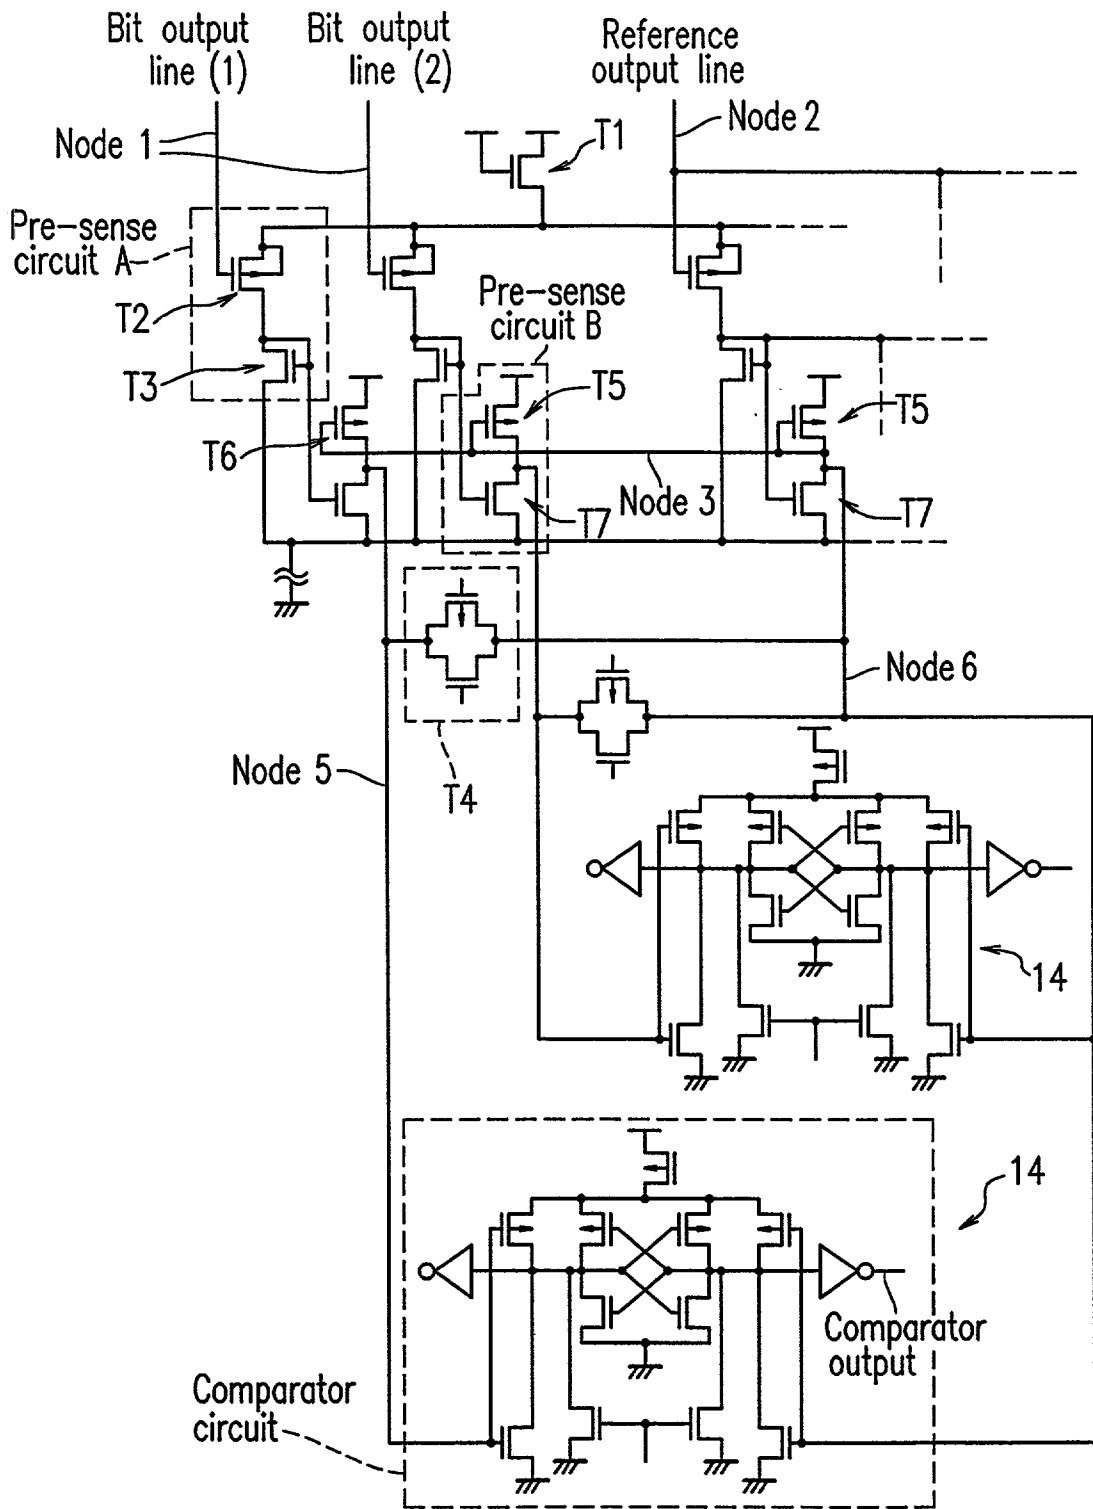 Bit output
line (1)
Bit output
line (2)
Reference
output line
Node 1
Node 2
T1
Pre-sense
circuit A
Pre-sense
circuit B
T2
T3
T5
T5
T6
Node 3
T7
T7
Node 6
Node 5
T4
14
14
Comparator
output
Comparator
circuit